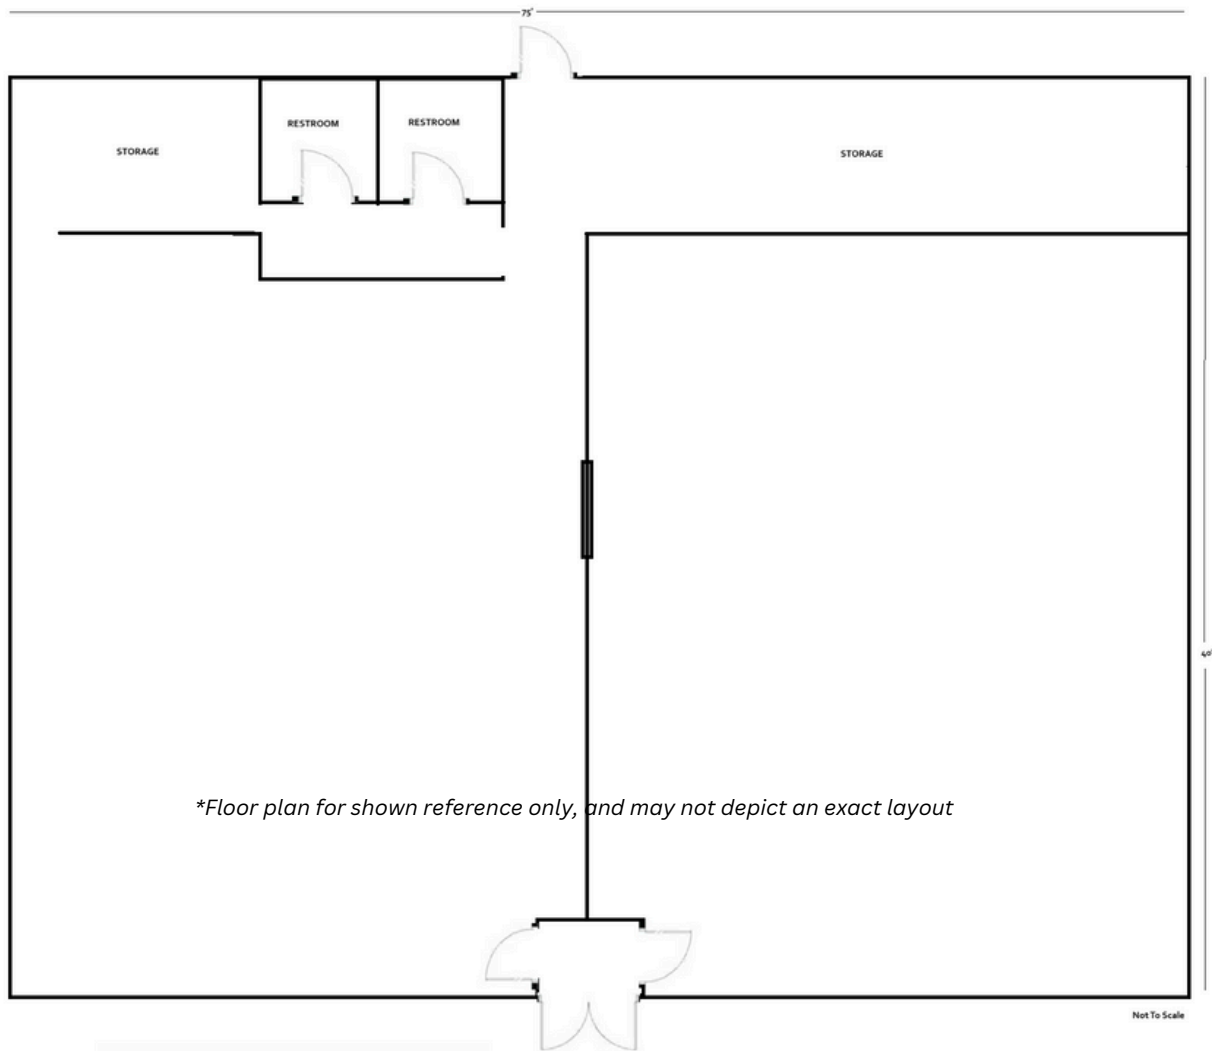 75'
RESTROOM
RESTROOM
STORAGE
STORAGE
40'
*Floor plan for shown reference only, and may not depict an exact layout
Not To Scale